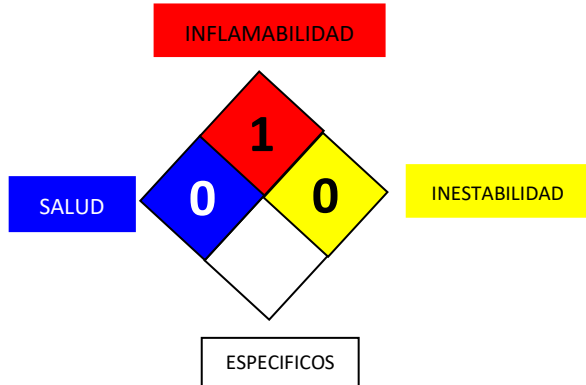 INFLAMABILIDAD
1
SALUD
0
0
INESTABILIDAD
ESPECIFICOS